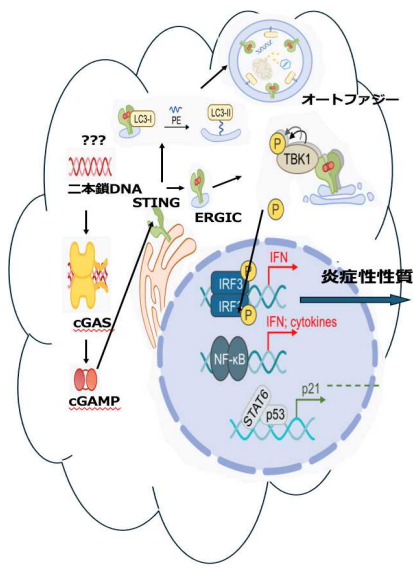 オートファジー
LC3-I
PE
LC3-II
???
二本鎖DNA
STING
ERGIC
P
TBK1
P
cGAS
cGAMP
P
IFN
IRF3
IRF
P
炎症性性質
IFN; cytokines
NF-κB
STAT6
p53
p21